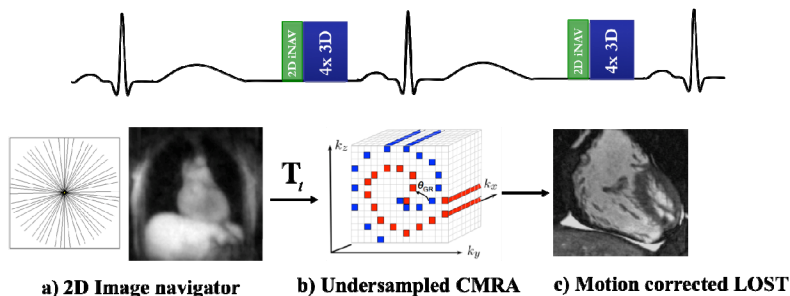 2D iNAV
4x 3D
2D iNAV
4x 3D
T_t
k_z
θ_GR
k_x
k_y
a) 2D Image navigator
b) Undersampled CMRA
c) Motion corrected LOST